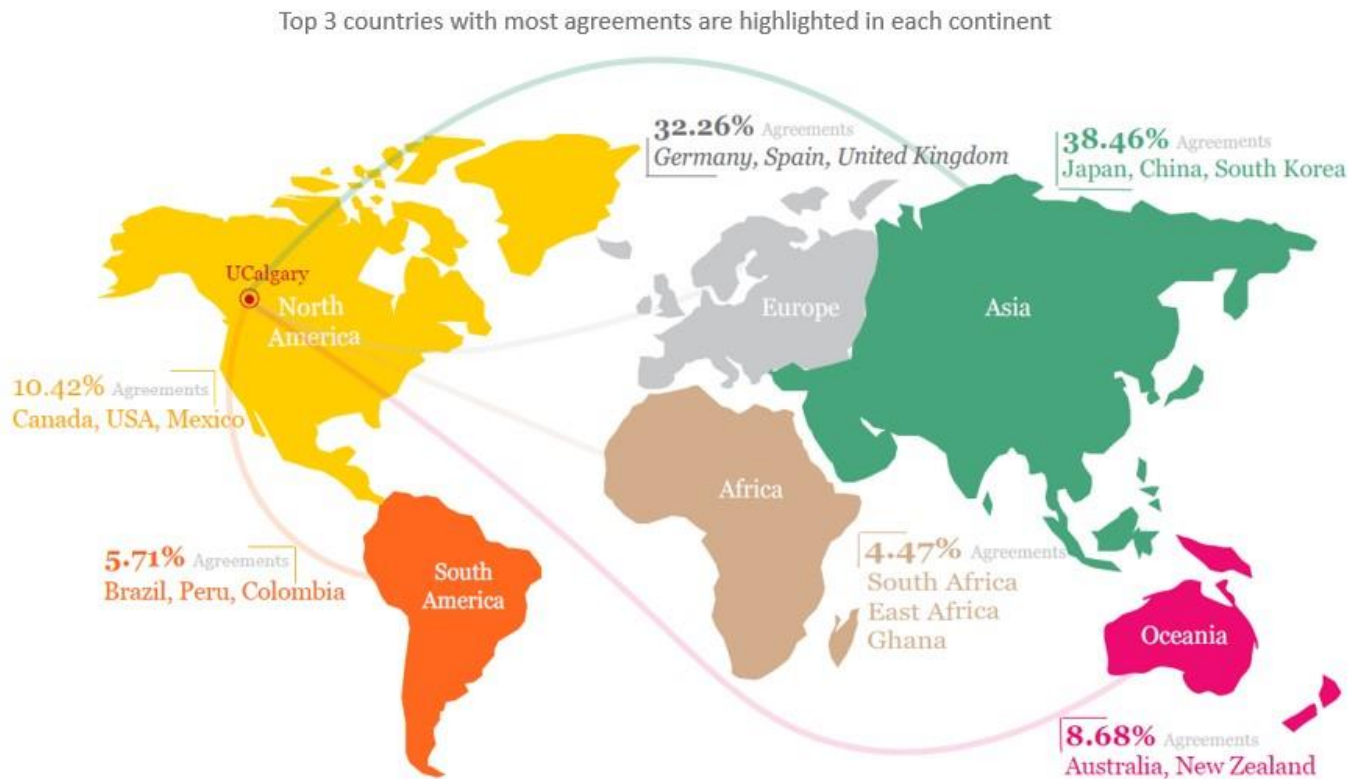 Top 3 countries with most agreements are highlighted in each continent
32.26% Agreements
Germany, Spain, United Kingdom
38.46% Agreements
Japan, China, South Korea
UCalgary
North
America
Europe
Asia
10.42% Agreements
Canada, USA, Mexico
Africa
5.71% Agreements
Brazil, Peru, Colombia
South
America
4.47% Agreements
South Africa
East Africa
Ghana
Oceania
8.68% Agreements
Australia, New Zealand